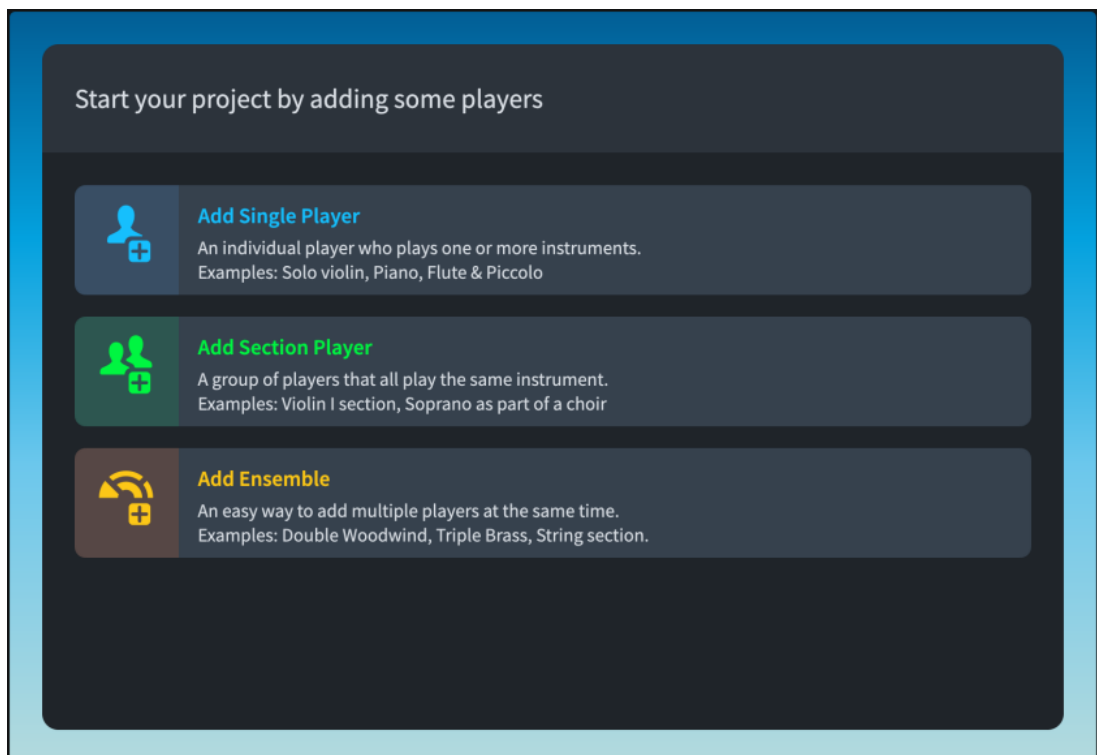 Start your project by adding some players
Add Single Player
An individual player who plays one or more instruments.
Examples: Solo violin, Piano, Flute & Piccolo
Add Section Player
A group of players that all play the same instrument.
Examples: Violin I section, Soprano as part of a choir
Add Ensemble
An easy way to add multiple players at the same time.
Examples: Double Woodwind, Triple Brass, String section.